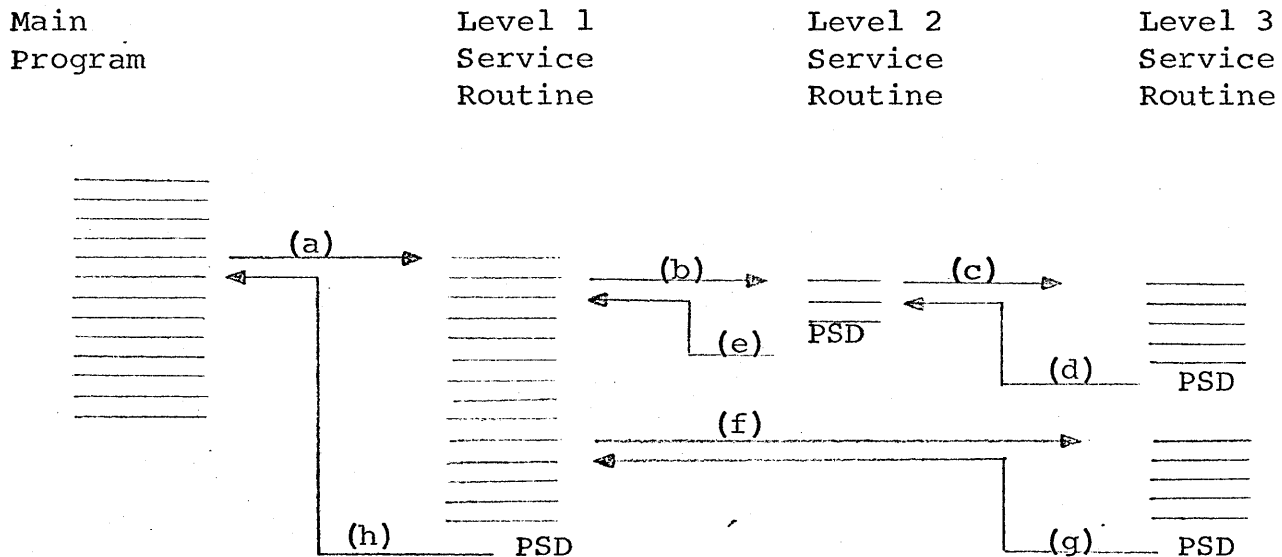 Main
Program
Level 1
Service
Routine
Level 2
Service
Routine
Level 3
Service
Routine
(a)
(b)
(c)
PSD
(e)
(d)
PSD
(f)
(h)
PSD
(g)
PSD